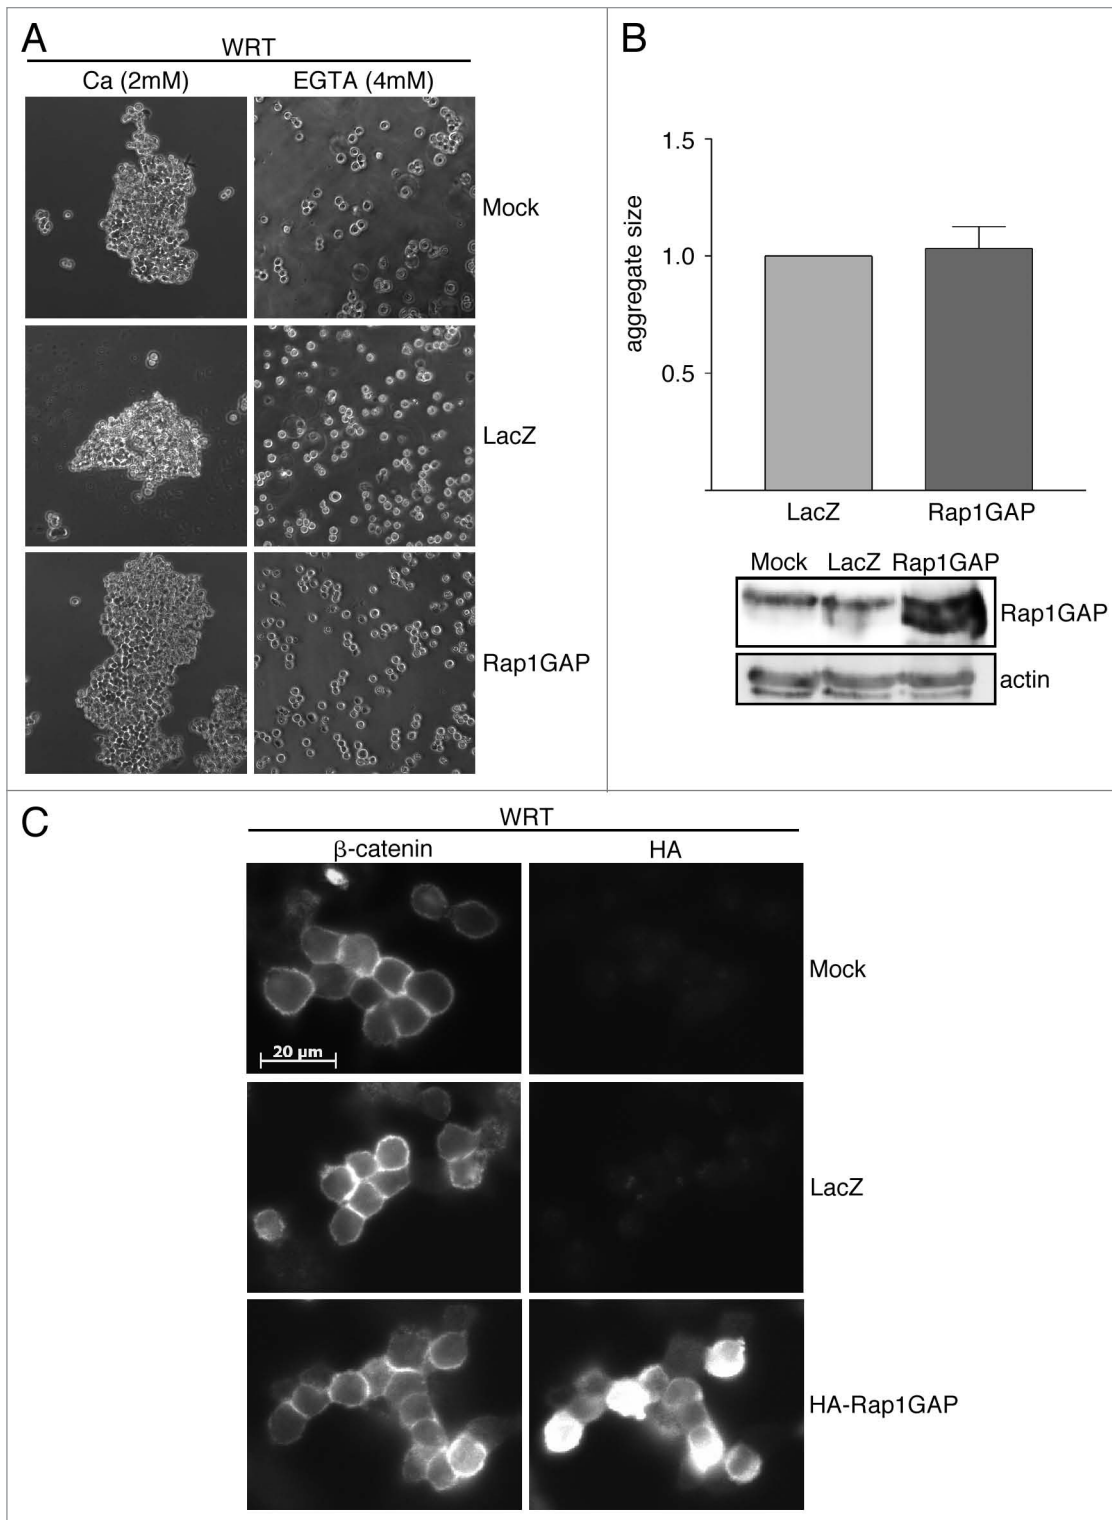 A
WRT
Ca (2mM) EGTA (4mM)
Mock
LacZ
Rap1GAP
B
1.5
1.0
0.5
aggregate size
LacZ Rap1GAP
Mock LacZ Rap1GAP
Rap1GAP
actin
C
WRT
β-catenin HA
Mock
20 µm
LacZ
HA-Rap1GAP